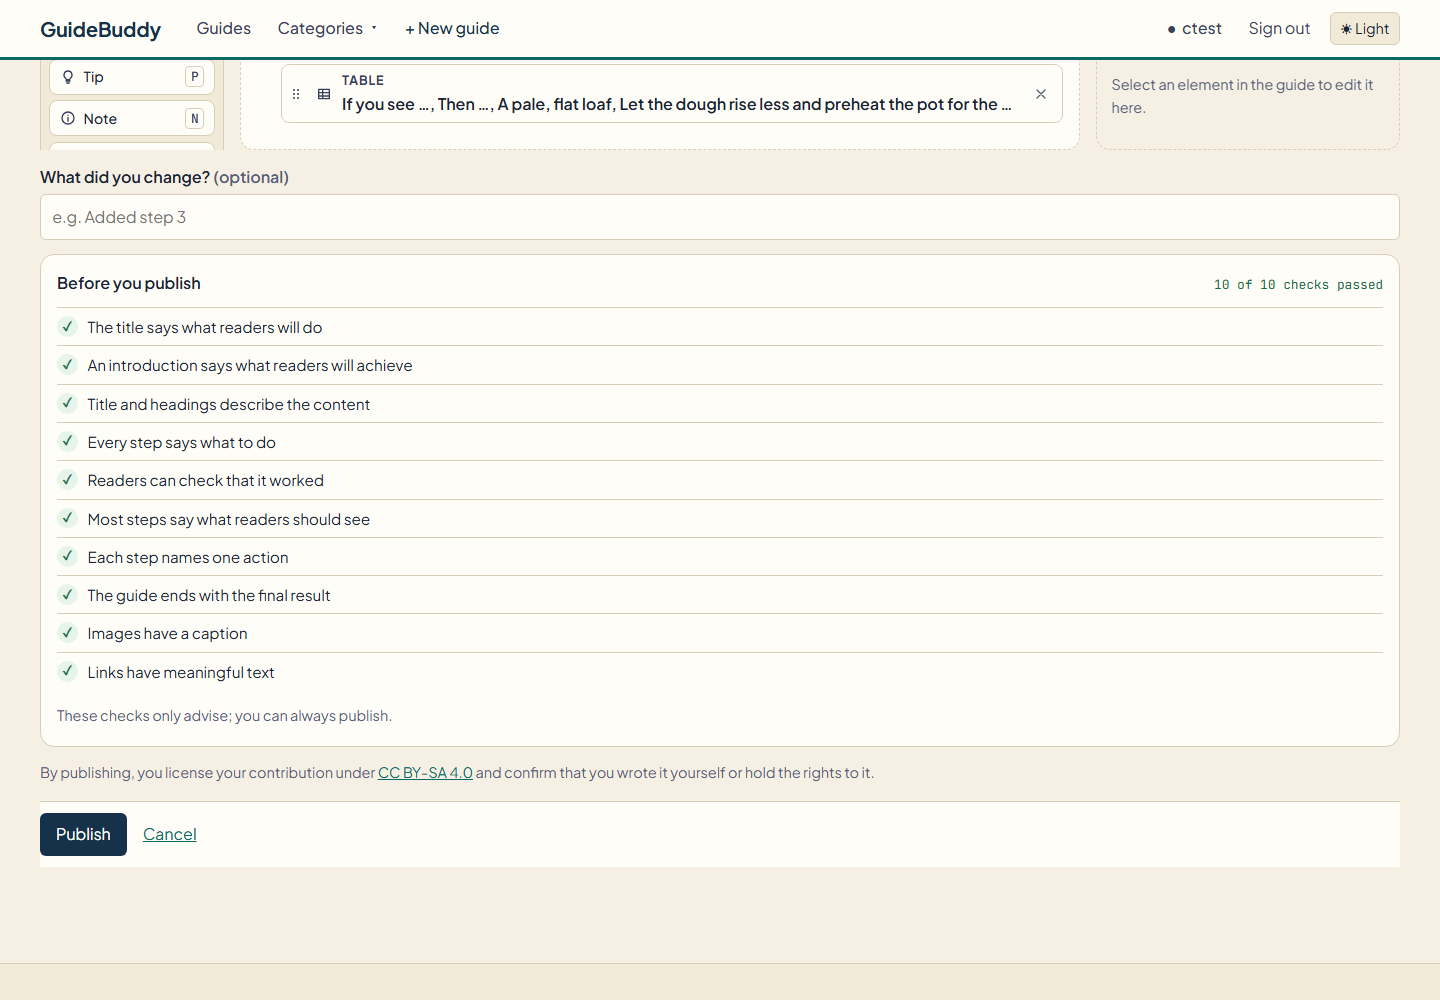 GuideBuddy Guides Categories + New guide ctest Sign out Light
Tip P
Note N
TABLE
If you see …, Then …, A pale, flat loaf, Let the dough rise less and preheat the pot for the …
Select an element in the guide to edit it
here.
What did you change? (optional)
e.g. Added step 3
Before you publish
10 of 10 checks passed
The title says what readers will do
An introduction says what readers will achieve
Title and headings describe the content
Every step says what to do
Readers can check that it worked
Most steps say what readers should see
Each step names one action
The guide ends with the final result
Images have a caption
Links have meaningful text
These checks only advise; you can always publish.
By publishing, you license your contribution under CC BY-SA 4.0 and confirm that you wrote it yourself or hold the rights to it.
Publish Cancel